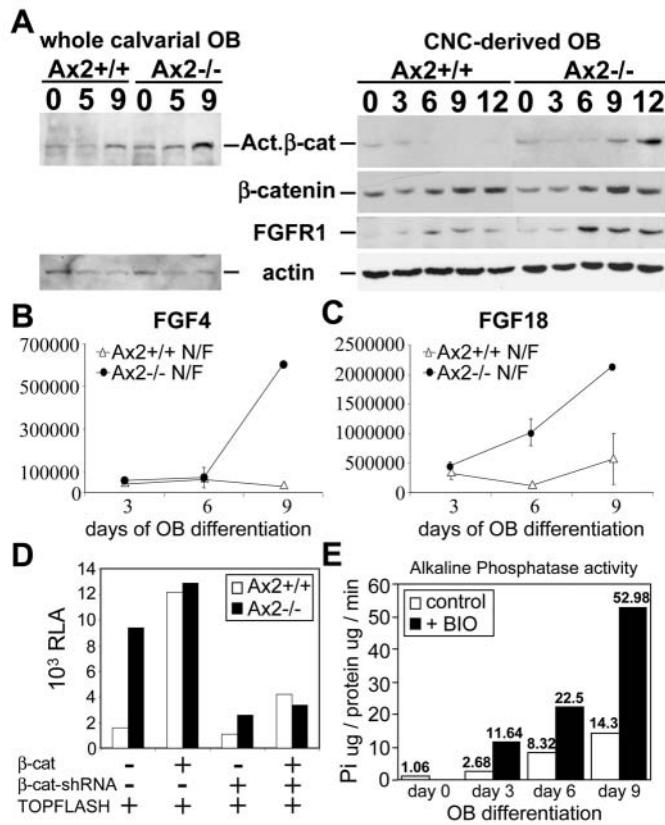 A
whole calvarial OB
Ax2+/+ Ax2-/-
0 5 9 0 5 9
CNC-derived OB
Ax2+/+ Ax2-/-
0 3 6 9 12 0 3 6 9 12
Act.β-cat
β-catenin
FGFR1
actin
B
FGF4
Ax2+/+ N/F
Ax2-/- N/F
700000
500000
300000
100000
0
3 6 9
days of OB differentiation
C
FGF18
Ax2+/+ N/F
Ax2-/- N/F
2500000
2000000
1500000
1000000
500000
0
3 6 9
days of OB differentiation
D
10³ RLA
14
12
10
8
6
4
2
0
Ax2+/+
Ax2-/-
β-cat - + - +
β-cat-shRNA - - + +
TOPFLASH + + + +
E
Alkaline Phosphatase activity
Pi ug / protein ug / min
60
50
40
30
20
10
0
control
+ BIO
1.06
2.68
11.64
8.32
22.5
14.3
52.98
day 0 day 3 day 6 day 9
OB differentiation